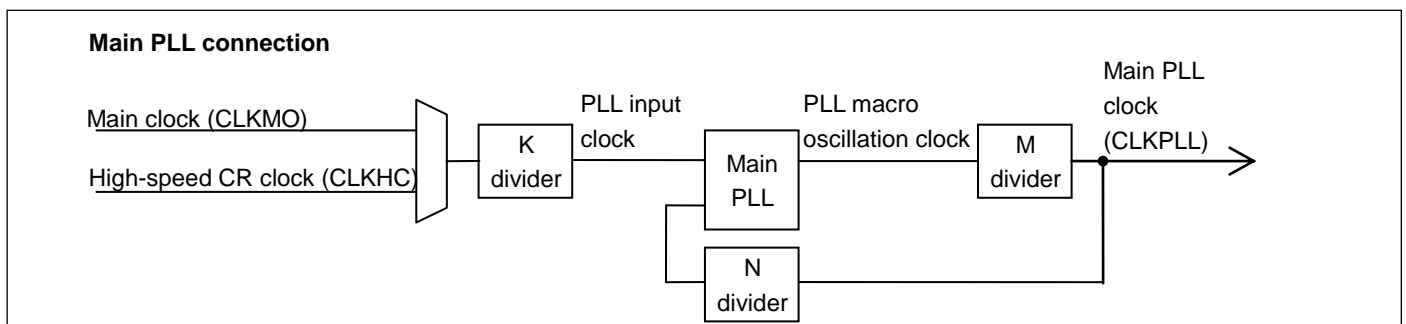 Main PLL connection
Main clock (CLKMO)
High-speed CR clock (CLKHC)
K
divider
PLL input
clock
Main
PLL
PLL macro
oscillation clock
M
divider
Main PLL
clock
(CLKPLL)
N
divider